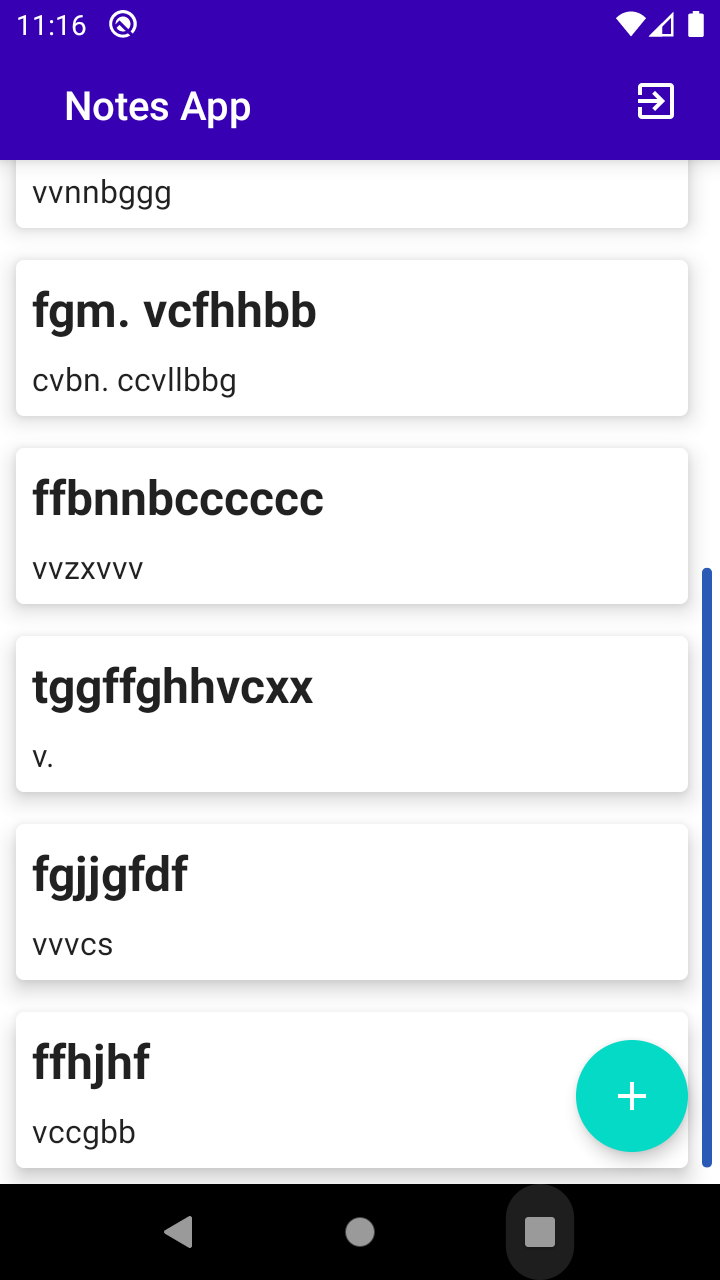 11:16
Notes App
vvnnbggg
fgm. vcfhhbb
cvbn. ccvllbbg
ffbnnbcccccc
vvzxvvv
tggffghhvcxx
v.
fgjjgfdf
vvvcs
ffhjhf
vccgbb